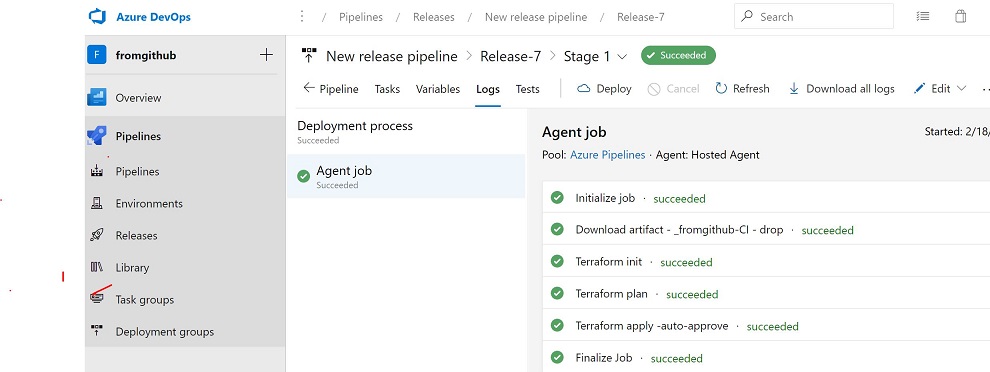 Azure DevOps
/ Pipelines / Releases / New release pipeline / Release-7
Search
F fromgithub
New release pipeline > Release-7 > Stage 1
Succeeded
Overview
Pipeline
Tasks
Variables
Logs
Tests
Deploy
Cancel
Refresh
Download all logs
Edit
Pipelines
Pipelines
Environments
Releases
Library
Task groups
Deployment groups
Deployment process
Succeeded
Agent job
Succeeded
Agent job
Started: 2/18/
Pool: Azure Pipelines · Agent: Hosted Agent
Initialize job · succeeded
Download artifact - _fromgithub-CI - drop · succeeded
Terraform init · succeeded
Terraform plan · succeeded
Terraform apply -auto-approve · succeeded
Finalize Job · succeeded